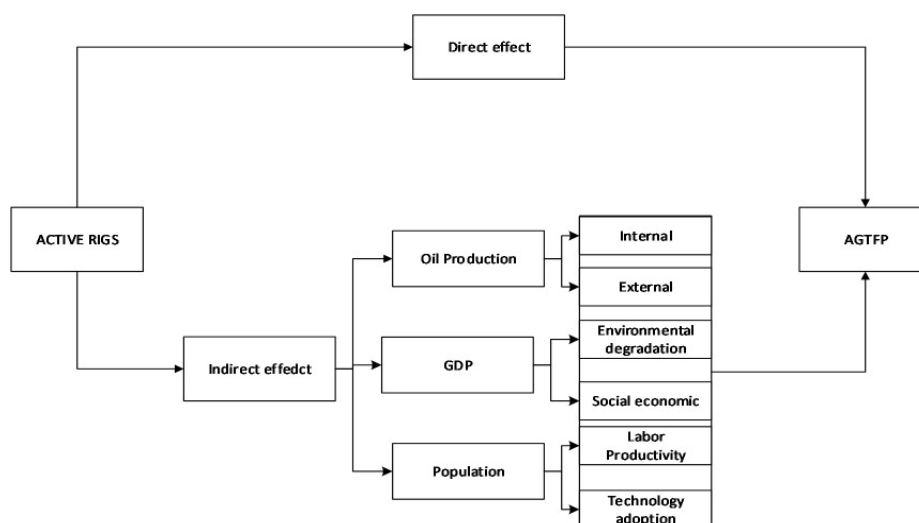 Direct effect
ACTIVE RIGS
AGTFP
Internal
Oil Production
External
Environmental
degradation
Indirect effedct
GDP
Social economic
Labor
Productivity
Population
Technology
adoption